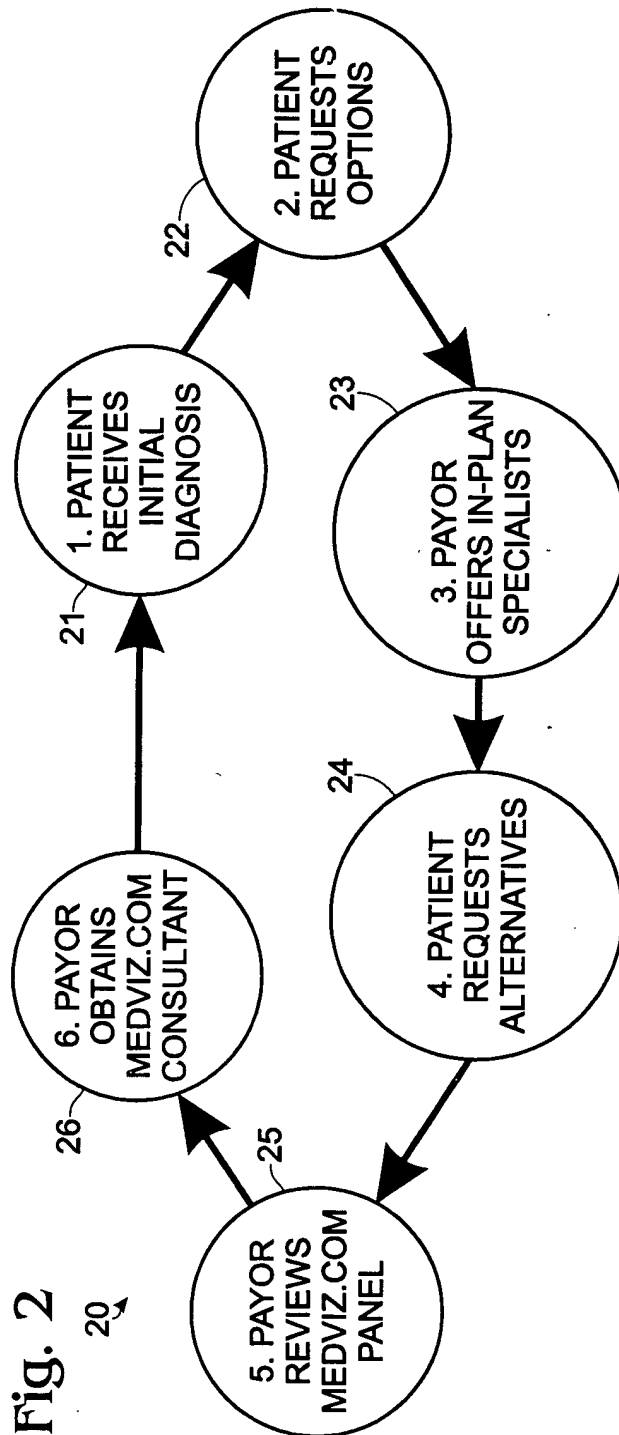 Fig. 2
20
21
1. PATIENT
RECEIVES
INITIAL
DIAGNOSIS
22
2. PATIENT
REQUESTS
OPTIONS
23
3. PAYOR
OFFERS IN-PLAN
SPECIALISTS
24
4. PATIENT
REQUESTS
ALTERNATIVES
25
5. PAYOR
REVIEWS
MEDVIZ.COM
PANEL
26
6. PAYOR
OBTAINS
MEDVIZ.COM
CONSULTANT